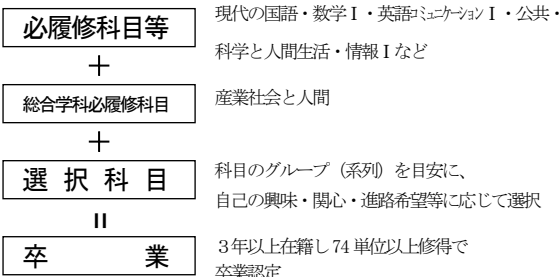 必履修科目等
現代の国語・数学Ⅰ・英語ｺﾐｭﾆｹｰｼｮﾝⅠ・公共・
科学と人間生活・情報Ⅰなど
＋
総合学科必履修科目
産業社会と人間
＋
選択科目
科目のグループ（系列）を目安に、
自己の興味・関心・進路希望等に応じて選択
＝
卒業
３年以上在籍し74単位以上修得で
卒業認定